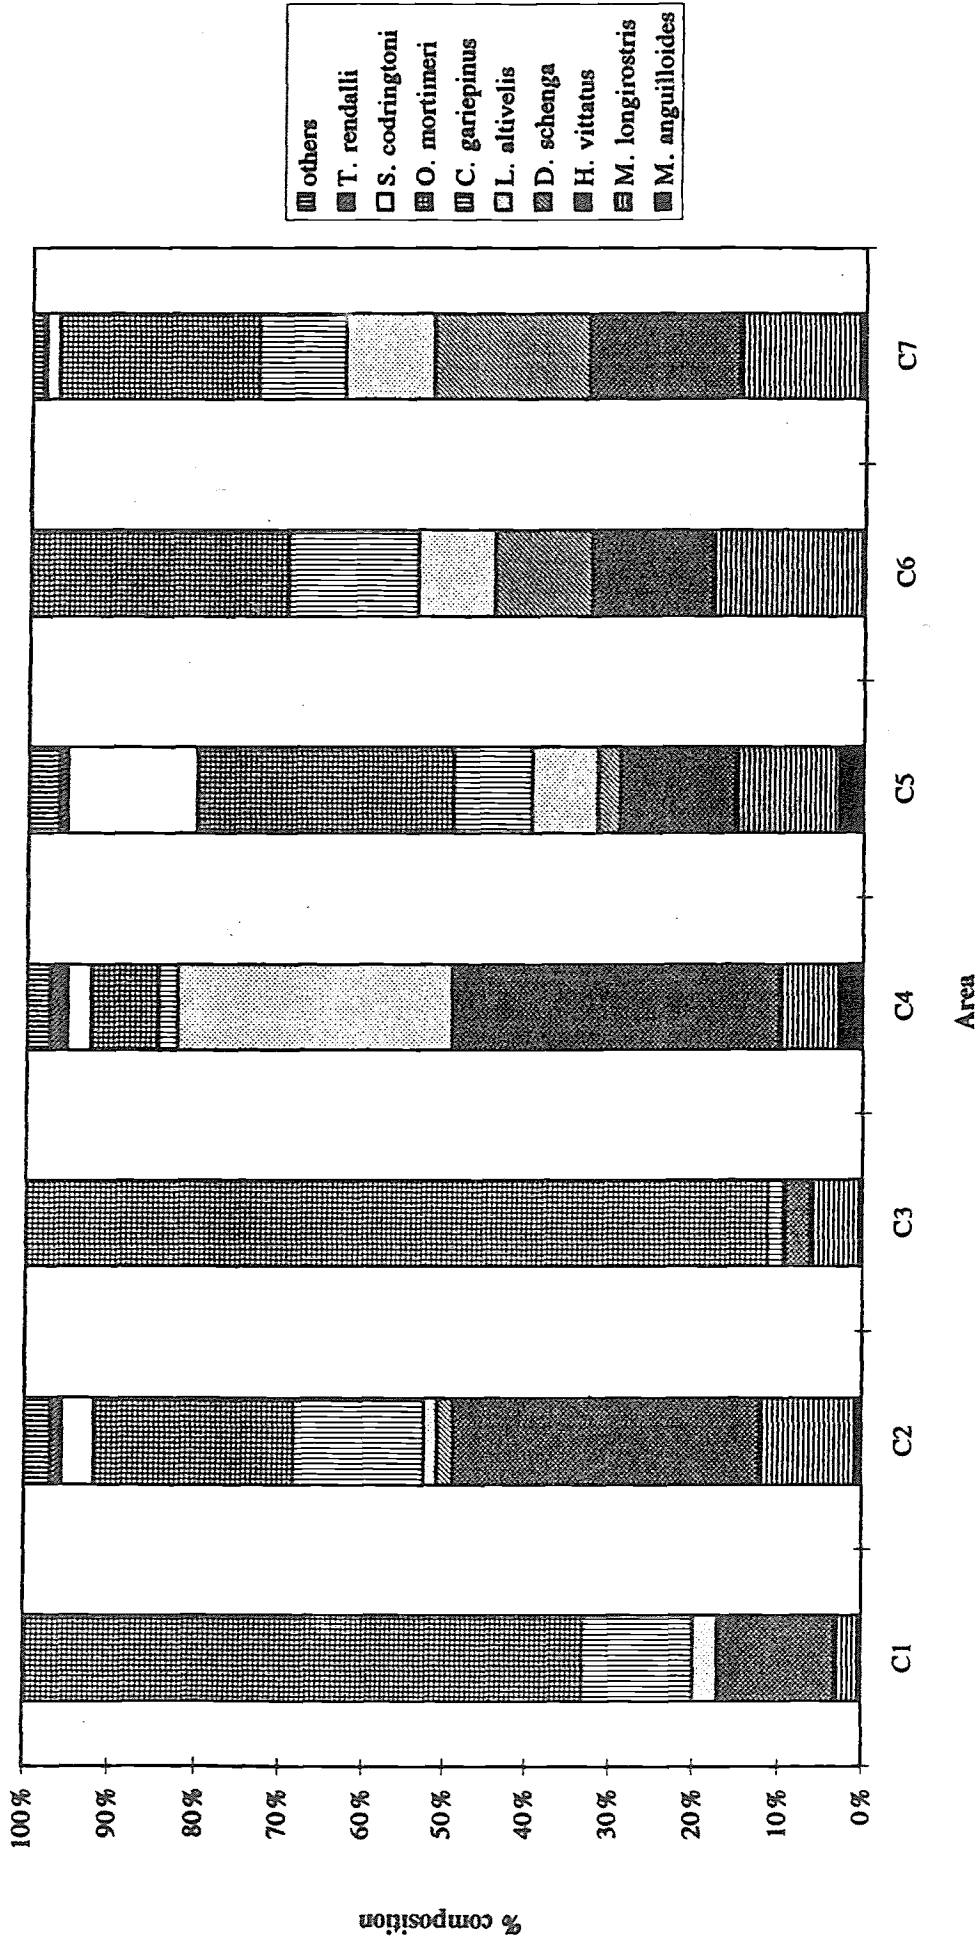 % composition
100%
90%
80%
70%
60%
50%
40%
30%
20%
10%
0%
C1
C2
C3
C4
C5
C6
C7
Area
others
T. rendalli
S. codringtoni
O. mortimeri
C. gariepinus
L. altivelis
D. schenga
H. vittatus
M. longirostris
M. anguilloides